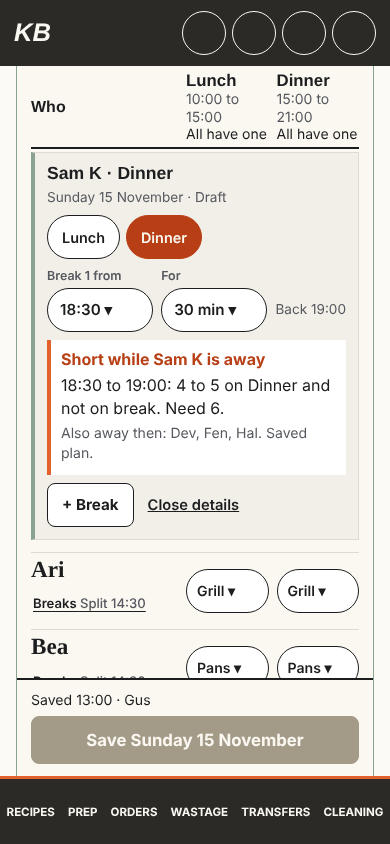 KB
Who
Lunch
10:00 to
15:00
All have one
Dinner
15:00 to
21:00
All have one
Sam K · Dinner
Sunday 15 November · Draft
Lunch
Dinner
Break 1 from
For
18:30 ▾
30 min ▾
Back 19:00
Short while Sam K is away
18:30 to 19:00: 4 to 5 on Dinner and
not on break. Need 6.
Also away then: Dev, Fen, Hal. Saved
plan.
+ Break
Close details
Ari
Breaks Split 14:30
Grill ▾
Grill ▾
Bea
Pans ▾
Pans ▾
Saved 13:00 · Gus
Save Sunday 15 November
RECIPES
PREP
ORDERS
WASTAGE
TRANSFERS
CLEANING